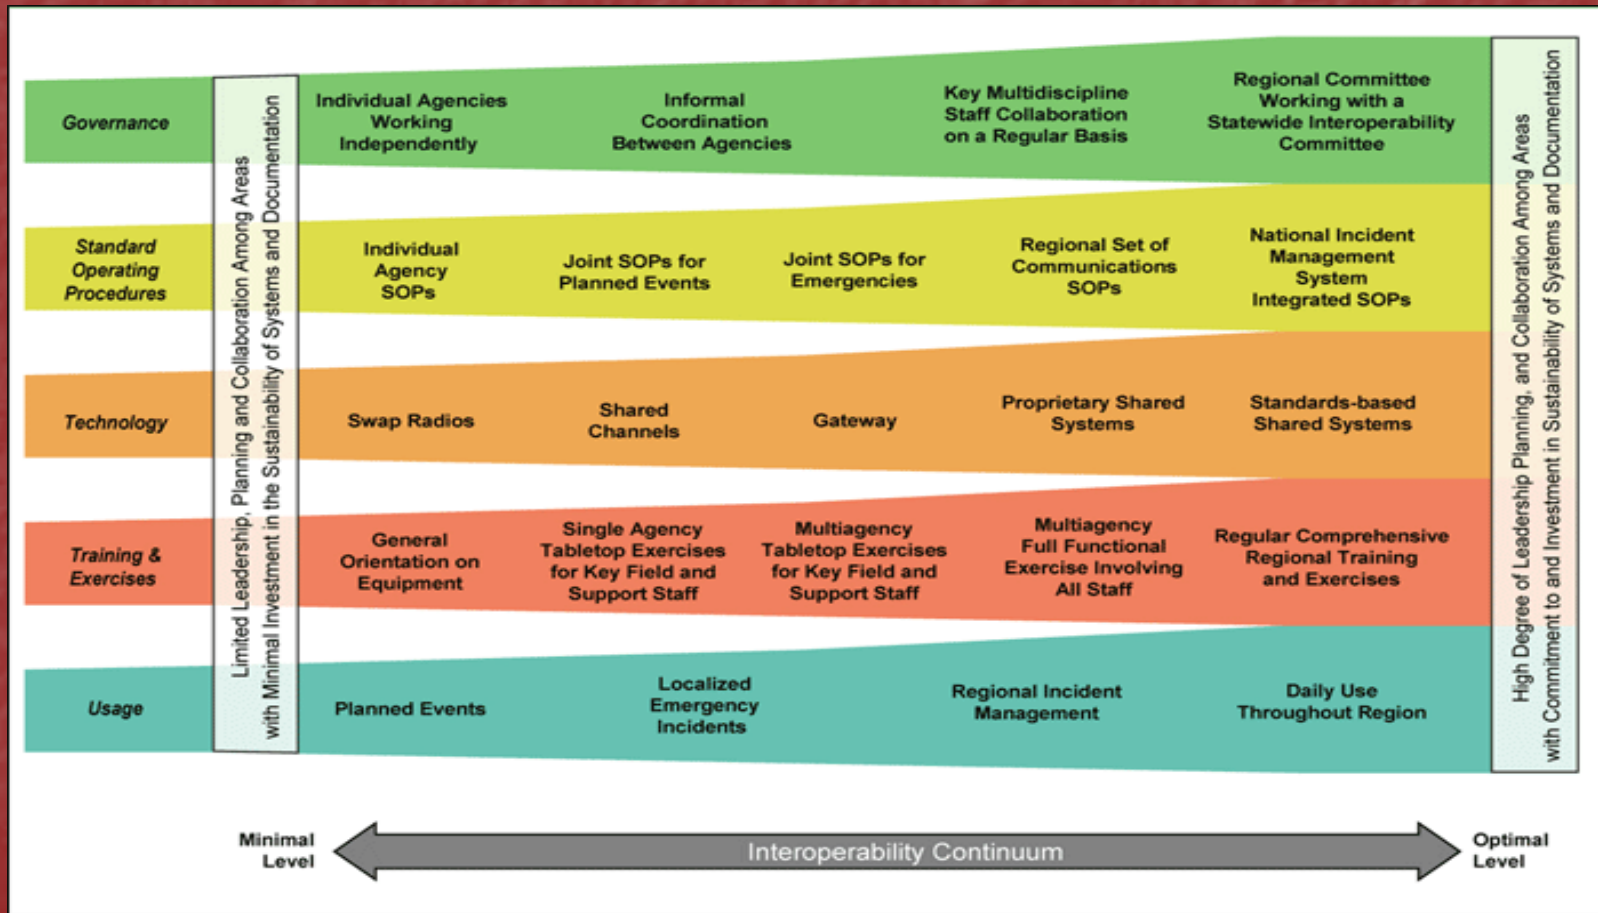 Governance
Limited Leadership, Planning and Collaboration Among Areas
with Minimal Investment in the Sustainability of Systems and Documentation
Individual Agencies
Working
Independently
Informal
Coordination
Between Agencies
Key Multidiscipline
Staff Collaboration
on a Regular Basis
Regional Committee
Working with a
Statewide Interoperability
Committee
High Degree of Leadership Planning, and Collaboration Among Areas
with Commitment to and Investment in Sustainability of Systems and Documentation
Standard
Operating
Procedures
Individual
Agency
SOPs
Joint SOPs for
Planned Events
Joint SOPs for
Emergencies
Regional Set of
Communications
SOPs
National Incident
Management
System
Integrated SOPs
Technology
Swap Radios
Shared
Channels
Gateway
Proprietary Shared
Systems
Standards-based
Shared Systems
Training &
Exercises
General
Orientation on
Equipment
Single Agency
Tabletop Exercises
for Key Field and
Support Staff
Multiagency
Tabletop Exercises
for Key Field and
Support Staff
Multiagency
Full Functional
Exercise Involving
All Staff
Regular Comprehensive
Regional Training
and Exercises
Usage
Planned Events
Localized
Emergency
Incidents
Regional Incident
Management
Daily Use
Throughout Region
Minimal
Level
Interoperability Continuum
Optimal
Level